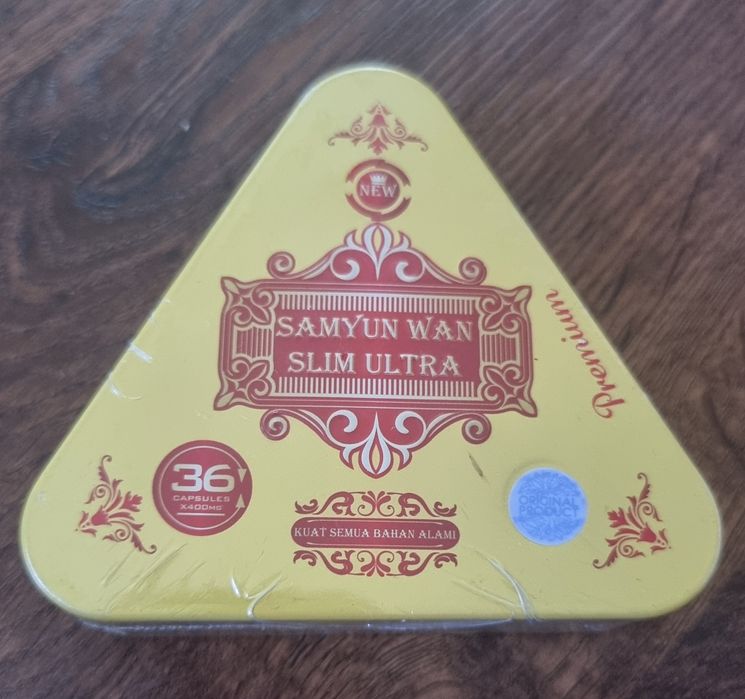 NEW
SAMYUN WAN
SLIM ULTRA
Premium
36
CAPSULES
X400MG
ORIGINAL
PRODUCT
KUAT SEMUA BAHAN ALAMI